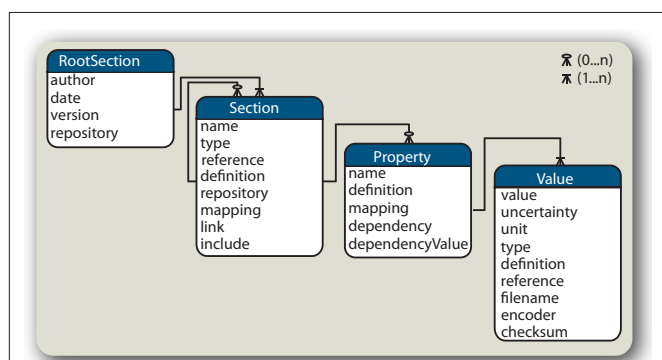 RootSection
author
date
version
repository
(0...n)
(1...n)
Section
name
type
reference
definition
repository
mapping
link
include
Property
name
definition
mapping
dependency
dependencyValue
Value
value
uncertainty
unit
type
definition
reference
filename
encoder
checksum